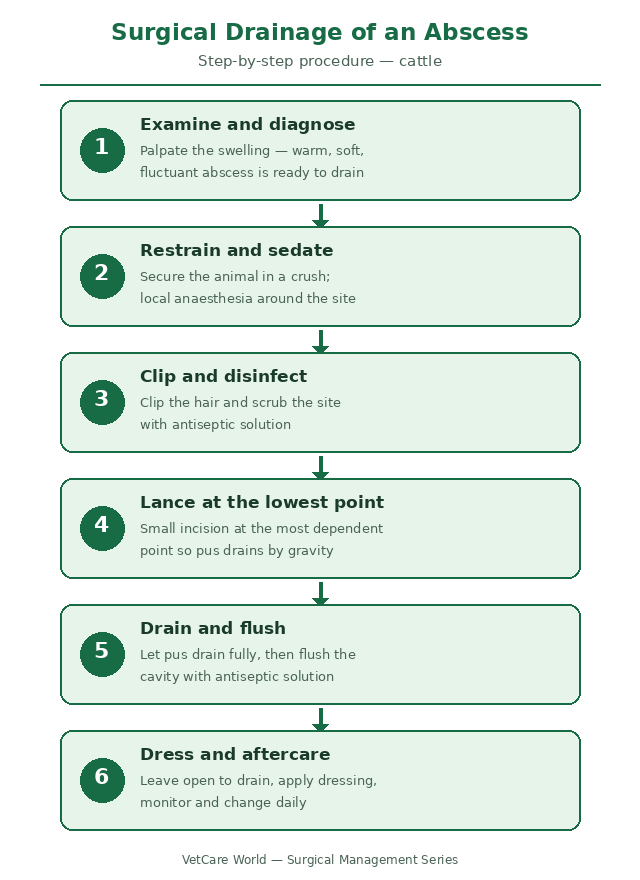 Surgical Drainage of an Abscess
Step-by-step procedure — cattle
1
Examine and diagnose
Palpate the swelling — warm, soft,
fluctuant abscess is ready to drain
2
Restrain and sedate
Secure the animal in a crush;
local anaesthesia around the site
3
Clip and disinfect
Clip the hair and scrub the site
with antiseptic solution
4
Lance at the lowest point
Small incision at the most dependent
point so pus drains by gravity
5
Drain and flush
Let pus drain fully, then flush the
cavity with antiseptic solution
6
Dress and aftercare
Leave open to drain, apply dressing,
monitor and change daily
VetCare World — Surgical Management Series